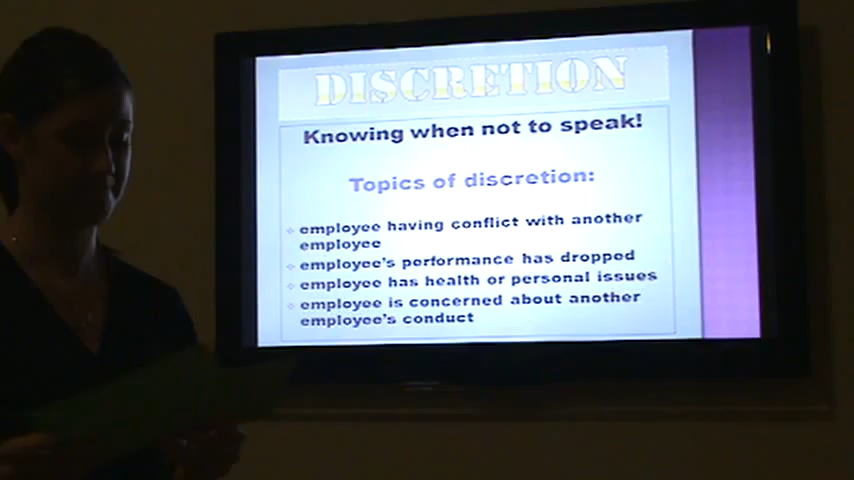 DISCRETION
Knowing when not to speak!
Topics of discretion:
employee having conflict with another
employee
employee's performance has dropped
employee has health or personal issues
employee is concerned about another
employee's conduct